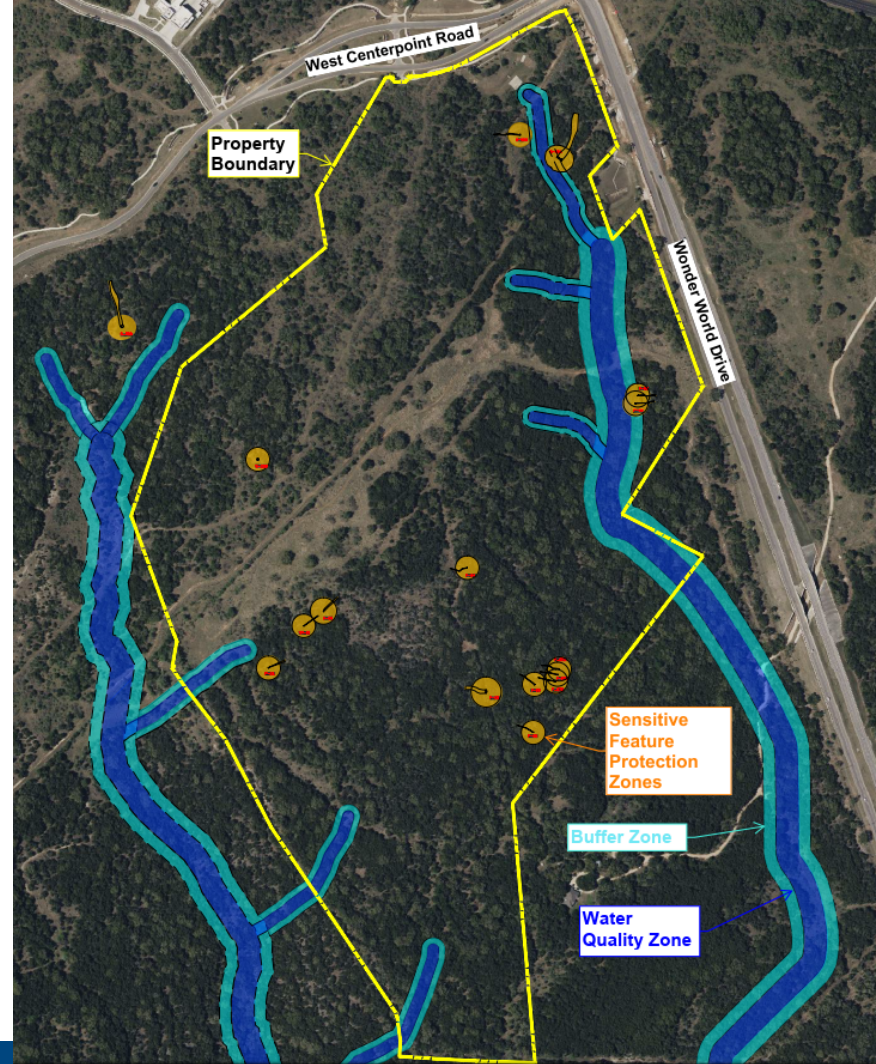 West Centerpoint Road
Property
Boundary
Wonder World Drive
Sensitive
Feature
Protection
Zones
Buffer Zone
Water
Quality Zone